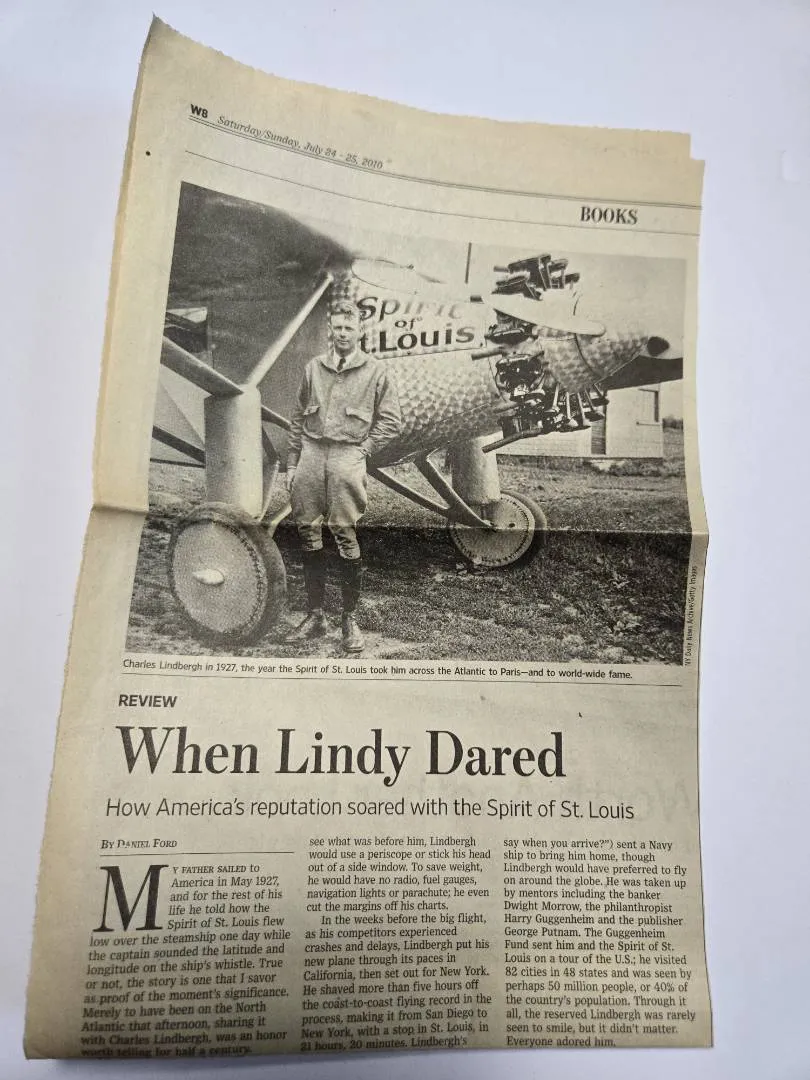 W8 Saturday/Sunday, July 24 - 25, 2010
BOOKS
Spirit
of
t.Louis
NY Daily News Archive/Getty Images
Charles Lindbergh in 1927, the year the Spirit of St. Louis took him across the Atlantic to Paris—and to world-wide fame.
REVIEW
When Lindy Dared
How America's reputation soared with the Spirit of St. Louis
BY DANIEL FORD
MY FATHER SAILED to
America in May 1927,
and for the rest of his
life he told how the
Spirit of St. Louis flew
low over the steamship one day while
the captain sounded the latitude and
longitude on the ship's whistle. True
or not, the story is one that I savor
as proof of the moment's significance.
Merely to have been on the North
Atlantic that afternoon, sharing it
with Charles Lindbergh, was an honor
worth telling for half a century.
see what was before him, Lindbergh
would use a periscope or stick his head
out of a side window. To save weight,
he would have no radio, fuel gauges,
navigation lights or parachute; he even
cut the margins off his charts.
In the weeks before the big flight,
as his competitors experienced
crashes and delays, Lindbergh put his
new plane through its paces in
California, then set out for New York.
He shaved more than five hours off
the coast-to-coast flying record in the
process, making it from San Diego to
New York, with a stop in St. Louis, in
21 hours, 20 minutes. Lindbergh's
say when you arrive?") sent a Navy
ship to bring him home, though
Lindbergh would have preferred to fly
on around the globe. He was taken up
by mentors including the banker
Dwight Morrow, the philanthropist
Harry Guggenheim and the publisher
George Putnam. The Guggenheim
Fund sent him and the Spirit of St.
Louis on a tour of the U.S.; he visited
82 cities in 48 states and was seen by
perhaps 50 million people, or 40% of
the country's population. Through it
all, the reserved Lindbergh was rarely
seen to smile, but it didn't matter.
Everyone adored him.